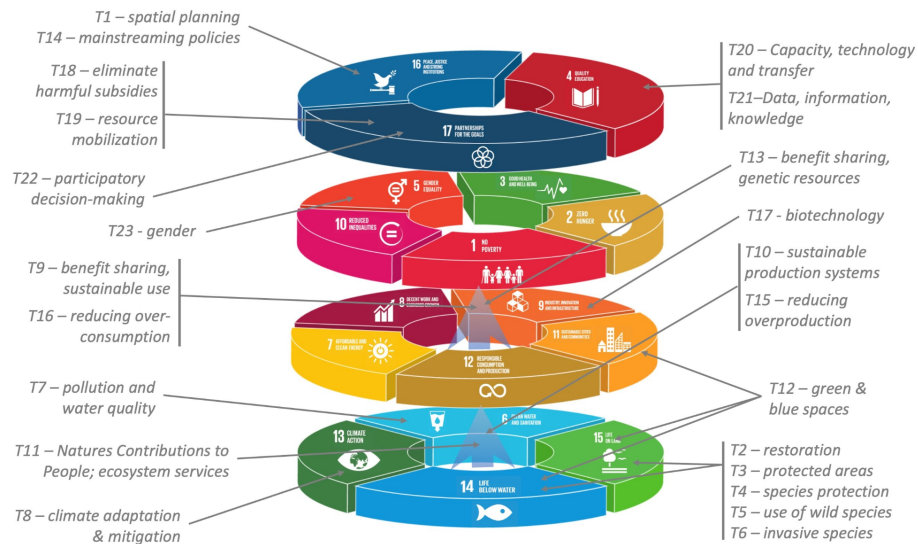 T1 – spatial planning
T14 – mainstreaming policies
T18 – eliminate
harmful subsidies
T19 – resource
mobilization
T22 – participatory
decision-making
T23 - gender
T9 – benefit sharing,
sustainable use
T16 – reducing over-
consumption
T7 – pollution and
water quality
T11 – Natures Contributions to
People; ecosystem services
T8 – climate adaptation
& mitigation
16 PEACE, JUSTICE
AND STRONG
INSTITUTIONS
4 QUALITY
EDUCATION
17 PARTNERSHIPS
FOR THE GOALS
5 GENDER
EQUALITY
3 GOOD HEALTH
AND WELL-BEING
10 REDUCED
INEQUALITIES
2 ZERO
HUNGER
1 NO
POVERTY
8 DECENT WORK AND
9 INDUSTRY, INNOVATION
AND INFRASTRUCTURE
7 AFFORDABLE AND
CLEAN ENERGY
11 SUSTAINABLE CITIES
AND COMMUNITIES
12 RESPONSIBLE
CONSUMPTION
AND PRODUCTION
6 CLEAN WATER
AND SANITATION
13 CLIMATE
ACTION
15 LIFE
ON LAND
14 LIFE
BELOW WATER
T20 – Capacity, technology
and transfer
T21–Data, information,
knowledge
T13 – benefit sharing,
genetic resources
T17 - biotechnology
T10 – sustainable
production systems
T15 – reducing
overproduction
T12 – green &
blue spaces
T2 – restoration
T3 – protected areas
T4 – species protection
T5 – use of wild species
T6 – invasive species